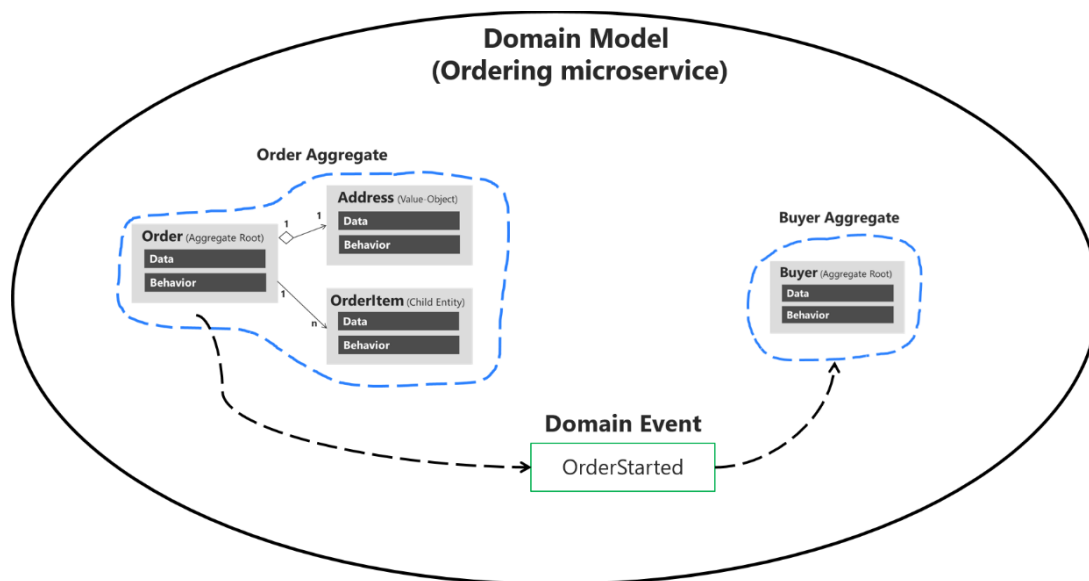 Domain Model
(Ordering microservice)
Order Aggregate
Address (Value-Object)
Data
Behavior
Order (Aggregate Root)
Data
Behavior
1
1
1
n
OrderItem (Child Entity)
Data
Behavior
Buyer Aggregate
Buyer (Aggregate Root)
Data
Behavior
Domain Event
OrderStarted